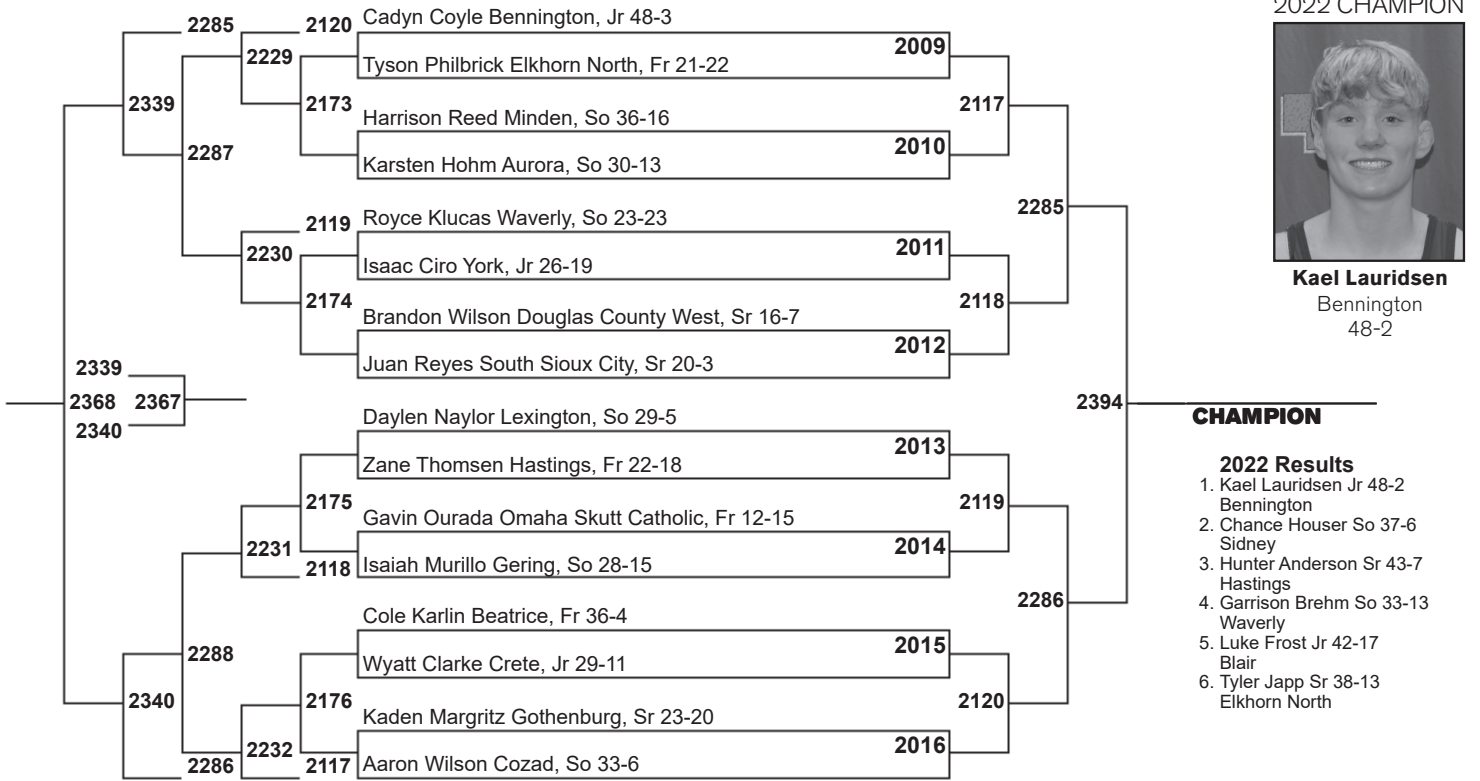 2022 CHAMPION
2285
2120
Cadyn Coyle Bennington, Jr 48-3
2009
2229
Tyson Philbrick Elkhorn North, Fr 21-22
2339
2173
Harrison Reed Minden, So 36-16
2117
2010
2287
Karsten Hohm Aurora, So 30-13
2119
Royce Klucas Waverly, So 23-23
2285
2011
2230
Isaac Ciro York, Jr 26-19
2174
2118
Brandon Wilson Douglas County West, Sr 16-7
2012
Juan Reyes South Sioux City, Sr 20-3
Kael Lauridsen
Bennington
48-2
2339
2368
2367
2340
2394
CHAMPION
Daylen Naylor Lexington, So 29-5
2013
Zane Thomsen Hastings, Fr 22-18
2175
2119
Gavin Ourada Omaha Skutt Catholic, Fr 12-15
2014
2231
2118
Isaiah Murillo Gering, So 28-15
2286
Cole Karlin Beatrice, Fr 36-4
2015
2288
Wyatt Clarke Crete, Jr 29-11
2340
2176
2120
Kaden Margritz Gothenburg, Sr 23-20
2016
2232
2286
2117
Aaron Wilson Cozad, So 33-6
2022 Results
1. Kael Lauridsen Jr 48-2
Bennington
2. Chance Houser So 37-6
Sidney
3. Hunter Anderson Sr 43-7
Hastings
4. Garrison Brehm So 33-13
Waverly
5. Luke Frost Jr 42-17
Blair
6. Tyler Japp Sr 38-13
Elkhorn North